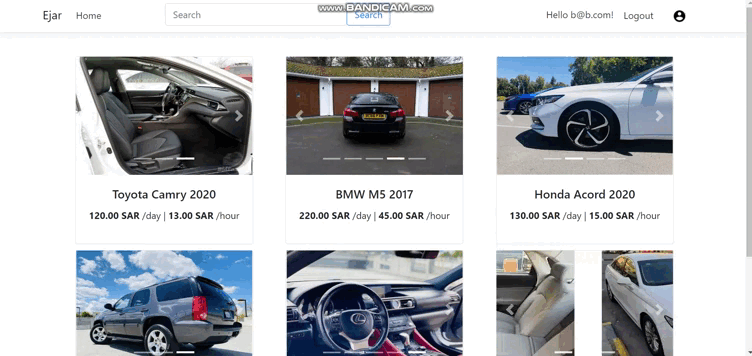 www.BANDICAM.com
Ejar Home Search Search Hello b@b.com! Logout
Toyota Camry 2020
120.00 SAR /day | 13.00 SAR /hour
BMW M5 2017
220.00 SAR /day | 45.00 SAR /hour
Honda Acord 2020
130.00 SAR /day | 15.00 SAR /hour